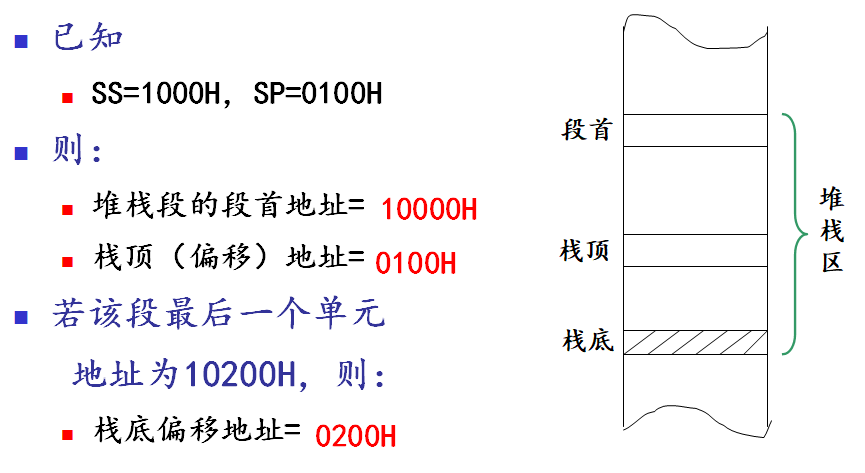 已知
SS=1000H, SP=0100H
则:
堆栈段的段首地址= 10000H
栈顶(偏移)地址= 0100H
若该段最后一个单元
地址为10200H, 则:
栈底偏移地址= 0200H
段首
栈顶
栈底
堆栈区